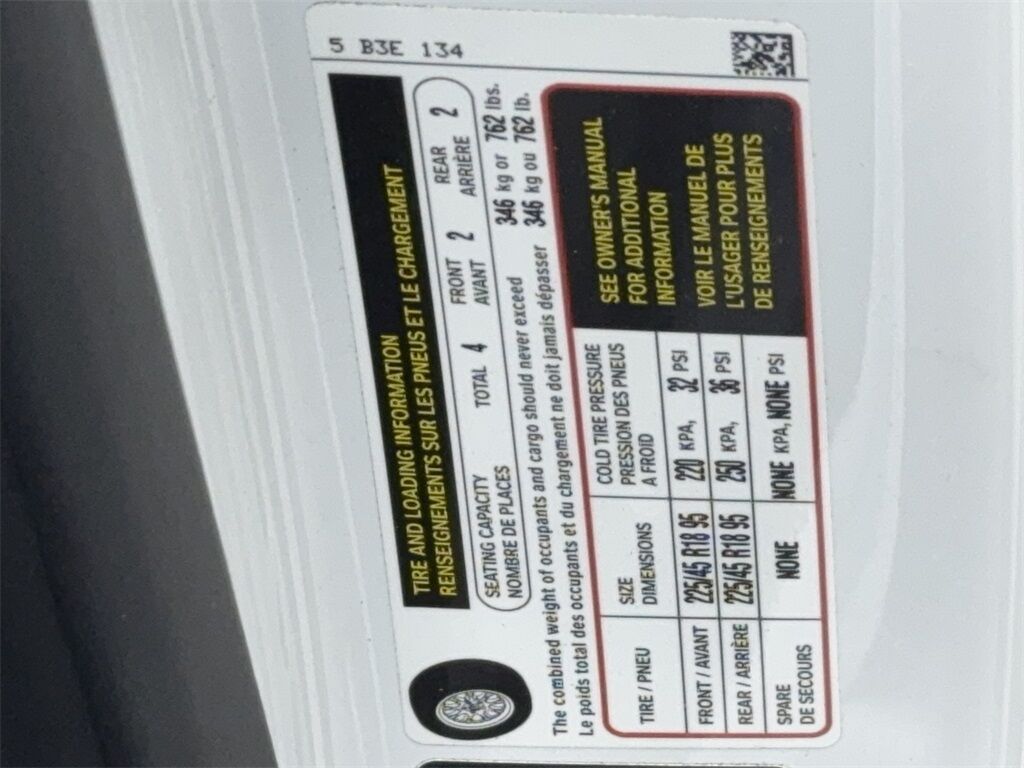 5 B3E 134
TIRE AND LOADING INFORMATION
RENSEIGNEMENTS SUR LES PNEUS ET LE CHARGEMENT
SEATING CAPACITY TOTAL 4 FRONT 2 REAR 2
NOMBRE DE PLACES AVANT ARRIÈRE
The combined weight of occupants and cargo should never exceed 346 kg or 762 lbs.
Le poids total des occupants et du chargement ne doit jamais dépasser 346 kg ou 762 lb.
TIRE / PNEU
SIZE
DIMENSIONS
COLD TIRE PRESSURE
PRESSION DES PNEUS
A FROID
FRONT / AVANT 225/45 R18 95 220 KPA, 32 PSI
REAR / ARRIÈRE 225/45 R18 95 250 KPA, 36 PSI
SPARE
DE SECOURS
NONE NONE KPA, NONE PSI
SEE OWNER'S MANUAL
FOR ADDITIONAL
INFORMATION
VOIR LE MANUEL DE
L'USAGER POUR PLUS
DE RENSEIGNEMENTS